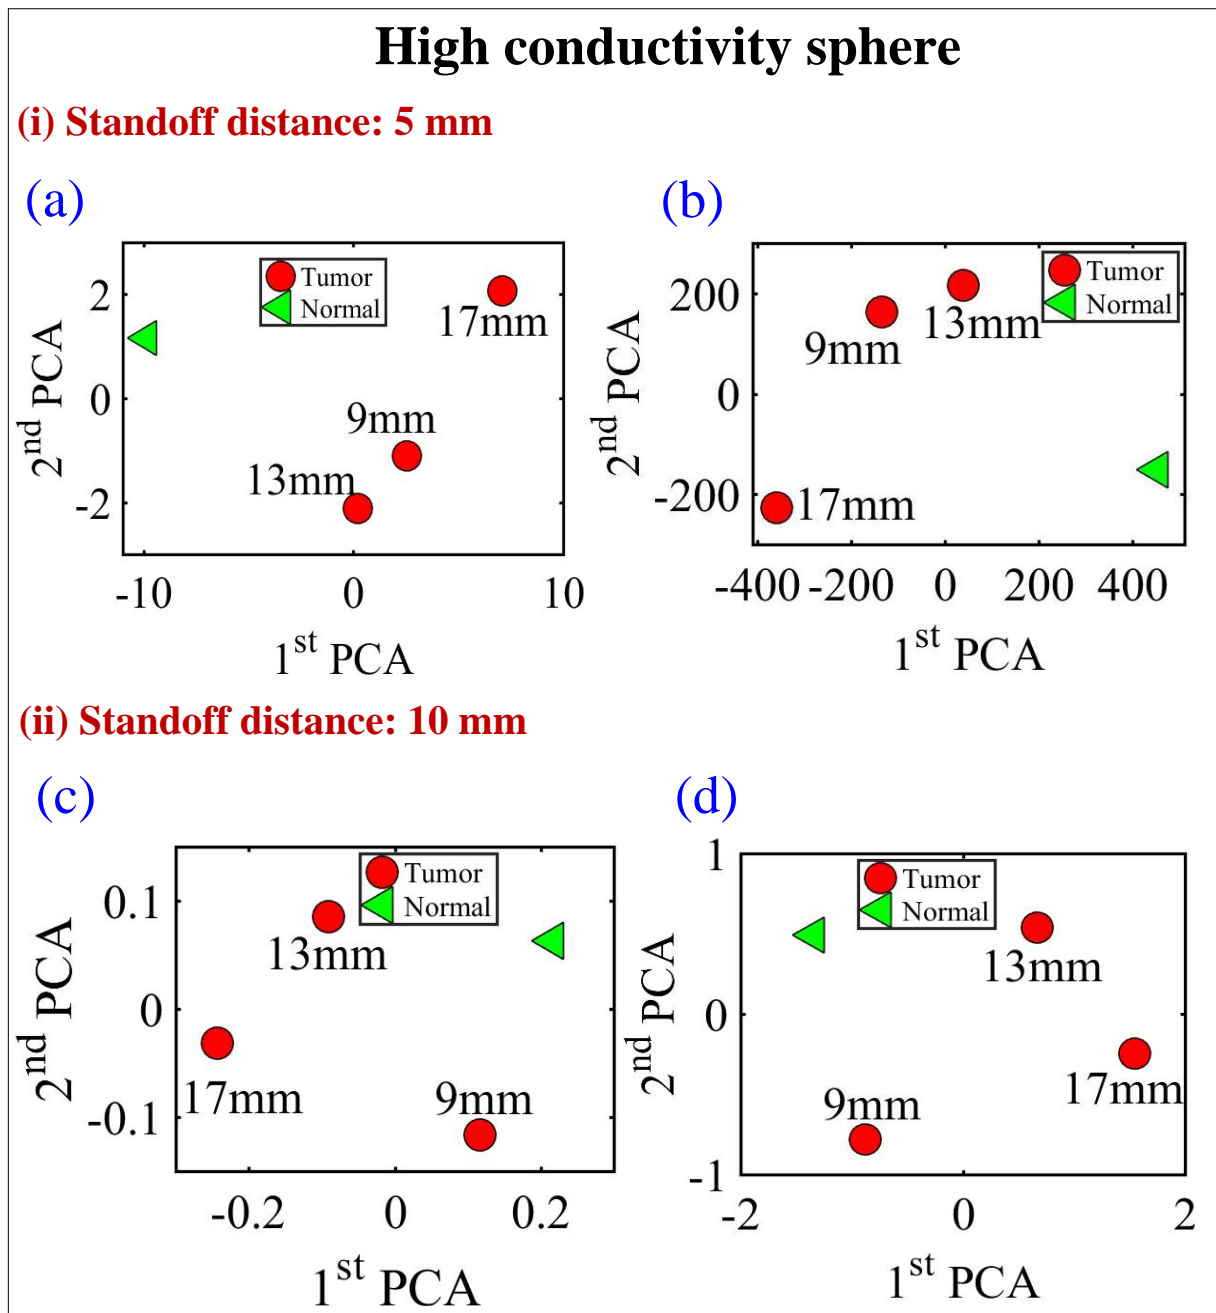 High conductivity sphere
(i) Standoff distance: 5 mm
(a)
2
0
-2
2nd PCA
Tumor
Normal
17mm
9mm
13mm
-10 0 10
1st PCA
(b)
200
0
-200
2nd PCA
Tumor
Normal
13mm
9mm
17mm
-400 -200 0 200 400
1st PCA
(ii) Standoff distance: 10 mm
(c)
0.1
0
-0.1
2nd PCA
Tumor
Normal
13mm
17mm
9mm
-0.2 0 0.2
1st PCA
(d)
1
0
-1
2nd PCA
Tumor
Normal
13mm
17mm
9mm
-2 0 2
1st PCA